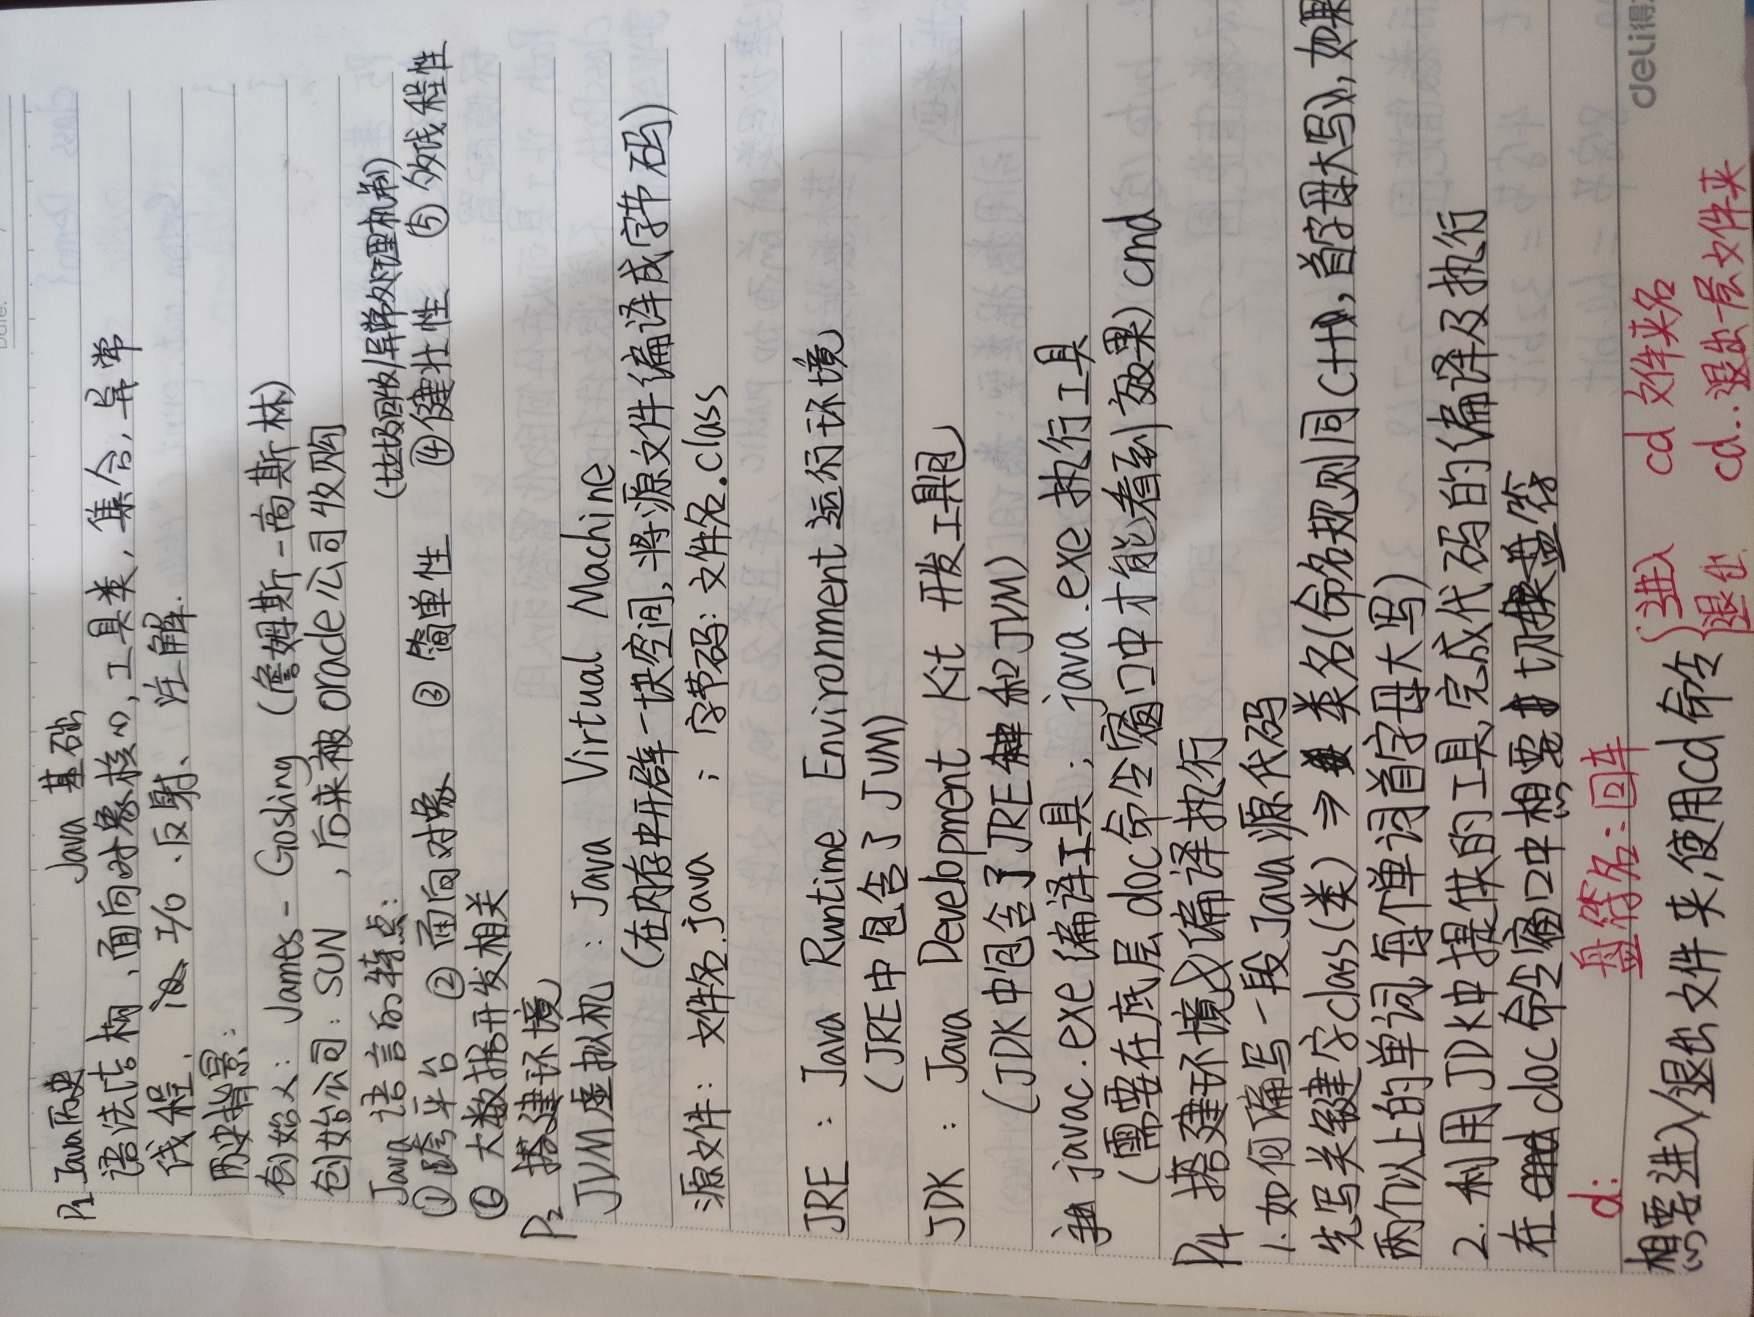 Date:
Java 基础
P1 Java历史
语法结构,面向对象核心,工具类,集合,异常
线程. I/O.反射、注解.
历史背景:
创始人: James-Gosling (詹姆斯-高斯林)
创始公司:SUN ,后来被oracle公司收购
Java语言的特点: (垃圾回收/异常处理机制)
①跨平台 ②面向对象 ③简单性 ④健壮性 ⑤多线程性
⑥大数据开发相关
P2 搭建环境
JVM虚拟机:Java Virtual Machine
(在内存中开辟一块空间,将源文件编译成字节码)
源文件:文件名.java ; 字节码:文件名.class
JRE : Java Runtime Environment 运行环境
(JRE中包含了JVM)
JDK : Java Development Kit 开发工具包
(JDK中包含了JRE和JVM)
javac.exe 编译工具; java.exe 执行工具
(需要在底层doc命令窗口中才能看到效果) cmd
P4 搭建环境及编译执行
1.如何编写一段Java源代码
先写关键字class(类) ⇒ 类名(命名规则同C++),首字母大写),如果
两个以上的单词,每个单词首字母大写)
2.利用JDK中提供的工具,完成代码的编译及执行
在doc命令窗口中想要切换盘符
d: 盘符名:回车
想要进入/退出文件夹,使用cd命令 {进入 cd 文件夹名
退出 cd..退出一层文件夹
deli得